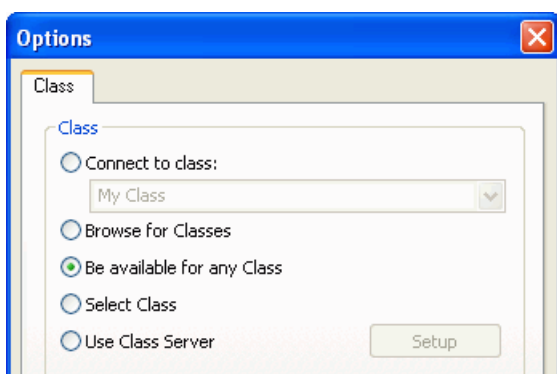 Options
Class
Class
Connect to class:
My Class
Browse for Classes
Be available for any Class
Select Class
Use Class Server Setup